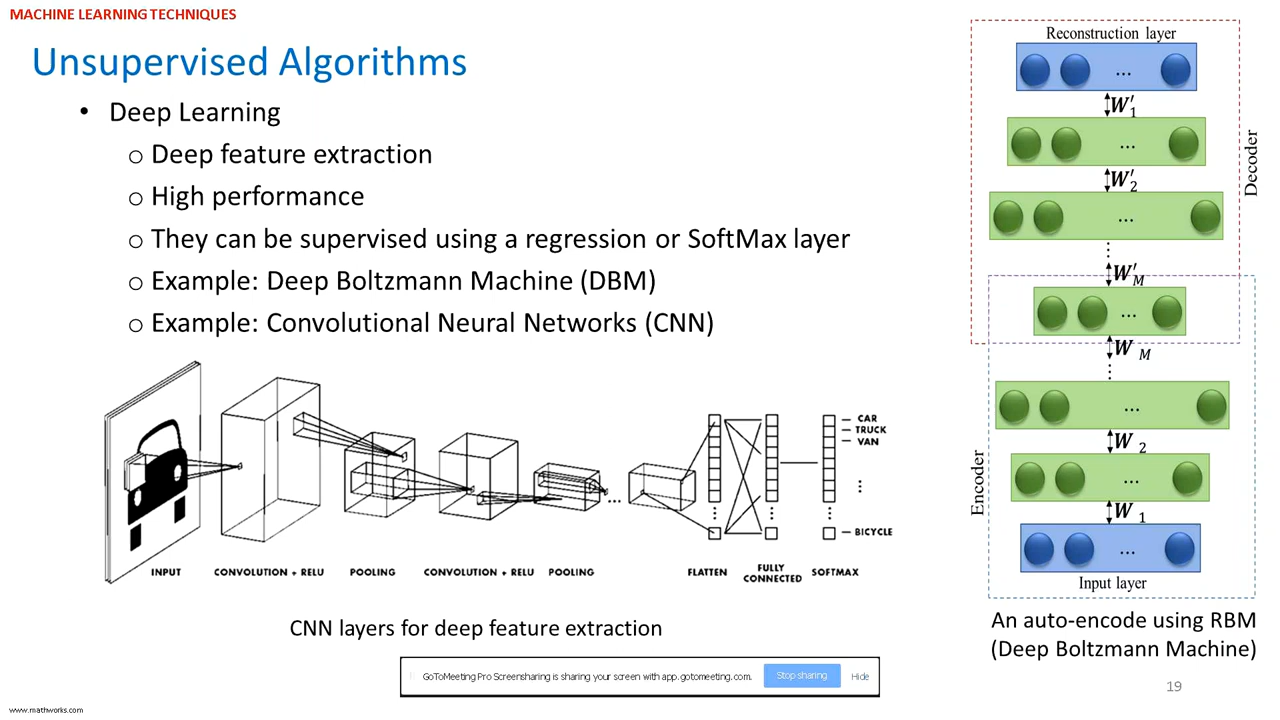 MACHINE LEARNING TECHNIQUES
Unsupervised Algorithms
• Deep Learning
o Deep feature extraction
o High performance
o They can be supervised using a regression or SoftMax layer
o Example: Deep Boltzmann Machine (DBM)
o Example: Convolutional Neural Networks (CNN)
CAR
TRUCK
VAN
BICYCLE
INPUT
CONVOLUTION + RELU
POOLING
CONVOLUTION + RELU
POOLING
FLATTEN
FULLY
CONNECTED
SOFTMAX
CNN layers for deep feature extraction
Reconstruction layer
...
W′1
...
W′2
...
W′M
...
W M
...
W 2
...
W 1
...
Input layer
Decoder
Encoder
An auto-encode using RBM
(Deep Boltzmann Machine)
GoToMeeting Pro Screensharing is sharing your screen with app.gotomeeting.com.
Stop sharing
Hide
19
www.mathworks.com